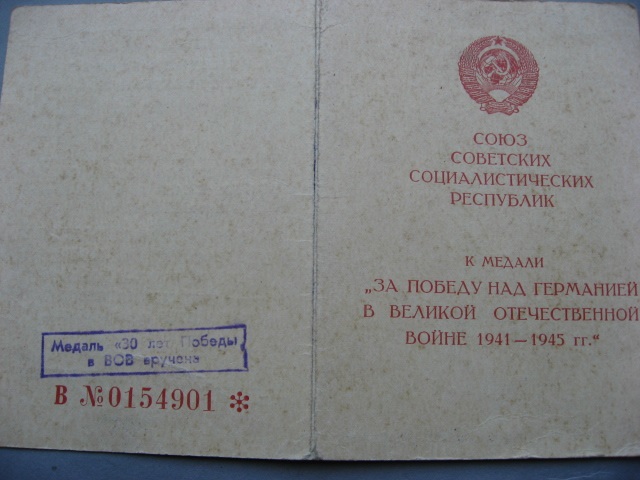 Медаль «30 лет Победы
в ВОВ вручена
В №0154901 *
СОЮЗ
СОВЕТСКИХ
СОЦИАЛИСТИЧЕСКИХ
РЕСПУБЛИК
К МЕДАЛИ
„ЗА ПОБЕДУ НАД ГЕРМАНИЕЙ
В ВЕЛИКОЙ ОТЕЧЕСТВЕННОЙ
ВОЙНЕ 1941—1945 гг.“